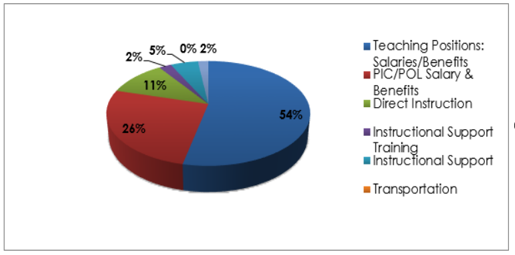 5% 0% 2%
2%
11%
26%
54%
Teaching Positions:
Salaries/Benefits
PIC/POL Salary &
Benefits
Direct Instruction
Instructional Support
Training
Instructional Support
Transportation